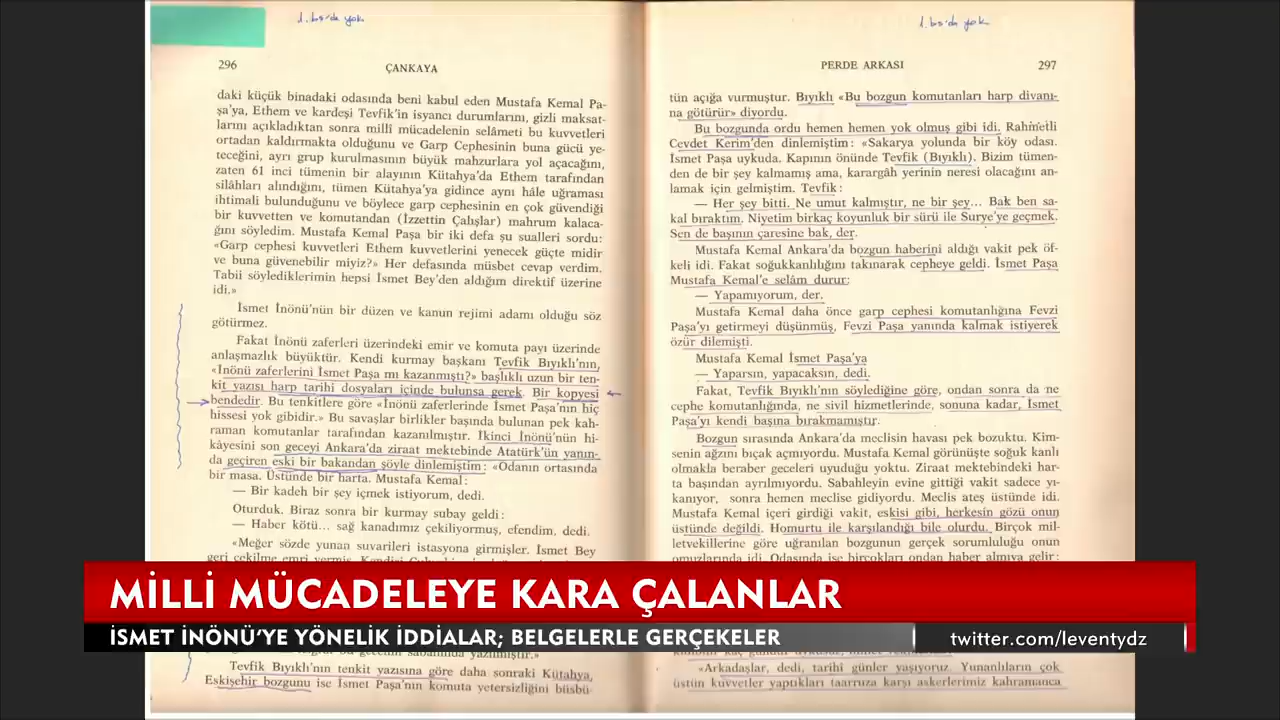 1. bs'da yok
296
ÇANKAYA
daki küçük binadaki odasında beni kabul eden Mustafa Kemal Pa-
şa'ya, Ethem ve kardeşi Tevfik'in isyancı durumlarını, gizli maksat-
larını açıkladıktan sonra milli mücadelenin selâmeti bu kuvvetleri
ortadan kaldırmakta olduğunu ve Garp Cephesinin buna gücü ye-
teceğini, ayrı grup kurulmasının büyük mahzurlara yol açacağını,
zaten 61 inci tümenin bir alayının Kütahya'da Ethem tarafından
silâhları alındığını, tümen Kütahya'ya gidince aynı hâle uğraması
ihtimali bulunduğunu ve böylece garp cephesinin en çok güvendiği
bir kuvvetten ve komutandan (İzzettin Çalışlar) mahrum kalaca-
ğını söyledim. Mustafa Kemal Paşa bir iki defa şu sualleri sordu:
«Garp cephesi kuvvetleri Ethem kuvvetlerini yenecek güçte midir
ve buna güvenebilir miyiz?» Her defasında müsbet cevap verdim.
Tabii söylediklerimin hepsi İsmet Bey'den aldığım direktif üzerine
idi.»
İsmet İnönü'nün bir düzen ve kanun rejimi adamı olduğu söz
götürmez.
Fakat İnönü zaferleri üzerindeki emir ve komuta payı üzerinde
anlaşmazlık büyüktür. Kendi kurmay başkanı Tevfik Bıyıklı'nın,
«İnönü zaferlerini İsmet Paşa mı kazanmıştı?» başlıklı uzun bir ten-
kit yazısı harp tarihi dosyaları içinde bulunsa gerek. Bir kopyesi
bendedir. Bu tenkitlere göre «İnönü zaferlerinde İsmet Paşa'nın hiç
hissesi yok gibidir.» Bu savaşlar birlikler başında bulunan pek kah-
raman komutanlar tarafından kazanılmıştır. İkinci İnönü'nün hi-
kâyesini son geceyi Ankara'da ziraat mektebinde Atatürk'ün yanın-
da geçiren eski bir bakandan şöyle dinlemiştim: «Odanın ortasında
bir masa. Üstünde bir harta. Mustafa Kemal:
— Bir kadeh bir şey içmek istiyorum, dedi.
Oturduk. Biraz sonra bir kurmay subay geldi:
— Haber kötü... sağ kanadımız çekiliyormuş, efendim, dedi.
«Meğer sözde yunan suvarileri istasyona girmişler. İsmet Bey
Tevfik Bıyıklı'nın tenkit yazısına göre daha sonraki Kütahya,
Eskişehir bozgunu ise İsmet Paşa'nın komuta yetersizliğini büsbü-
1. bs'da yok
PERDE ARKASI
297
tün açığa vurmuştur. Bıyıklı «Bu bozgun komutanları harp divanı-
na götürür» diyordu.
Bu bozgunda ordu hemen hemen yok olmuş gibi idi. Rahmetli
Cevdet Kerim'den dinlemiştim: «Sakarya yolunda bir köy odası.
İsmet Paşa uykuda. Kapının önünde Tevfik (Bıyıklı). Bizim tümen-
den de bir şey kalmamış ama, karargâh yerinin neresi olacağını an-
lamak için gelmiştim. Tevfik:
— Her şey bitti. Ne umut kalmıştır, ne bir şey... Bak ben sa-
kal bıraktım. Niyetim birkaç koyunluk bir sürü ile Surye'ye geçmek.
Sen de başının çaresine bak, der.
Mustafa Kemal Ankara'da bozgun haberini aldığı vakit pek öf-
keli idi. Fakat soğukkanlılığını takınarak cepheye geldi. İsmet Paşa
Mustafa Kemal'e selâm durur:
— Yapamıyorum, der.
Mustafa Kemal daha önce garp cephesi komutanlığına Fevzi
Paşa'yı getirmeyi düşünmüş, Fevzi Paşa yanında kalmak istiyerek
özür dilemişti.
Mustafa Kemal İsmet Paşa'ya
— Yaparsın, yapacaksın, dedi.
Fakat, Tevfik Bıyıklı'nın söylediğine göre, ondan sonra da ne
cephe komutanlığında, ne sivil hizmetlerinde, sonuna kadar, İsmet
Paşa'yı kendi başına bırakmamıştır.
Bozgun sırasında Ankara'da meclisin havası pek bozuktu. Kim-
senin ağzını bıçak açmıyordu. Mustafa Kemal görünüşte soğuk kanlı
olmakla beraber geceleri uyuduğu yoktu. Ziraat mektebindeki har-
ta başından ayrılmıyordu. Sabahleyin evine gittiği vakit sadece yı-
kanıyor, sonra hemen meclise gidiyordu. Meclis ateş üstünde idi.
Mustafa Kemal içeri girdiği vakit, eskisi gibi, herkesin gözü onun
üstünde değildi. Homurtu ile karşılandığı bile olurdu. Birçok mil-
letvekillerine göre uğranılan bozgunun gerçek sorumluluğu onun
omuzlarında idi. Odasında ise birçokları ondan haber almıya gelir:
«Arkadaşlar, dedi, tarihî günler yaşıyoruz. Yunanlıların çok
üstün kuvvetler yaptıkları taarruza karşı askerlerimiz kahramanca
MİLLİ MÜCADELEYE KARA ÇALANLAR
İSMET İNÖNÜ'YE YÖNELİK İDDİALAR; BELGELERLE GERÇEKELER
twitter.com/leventydz